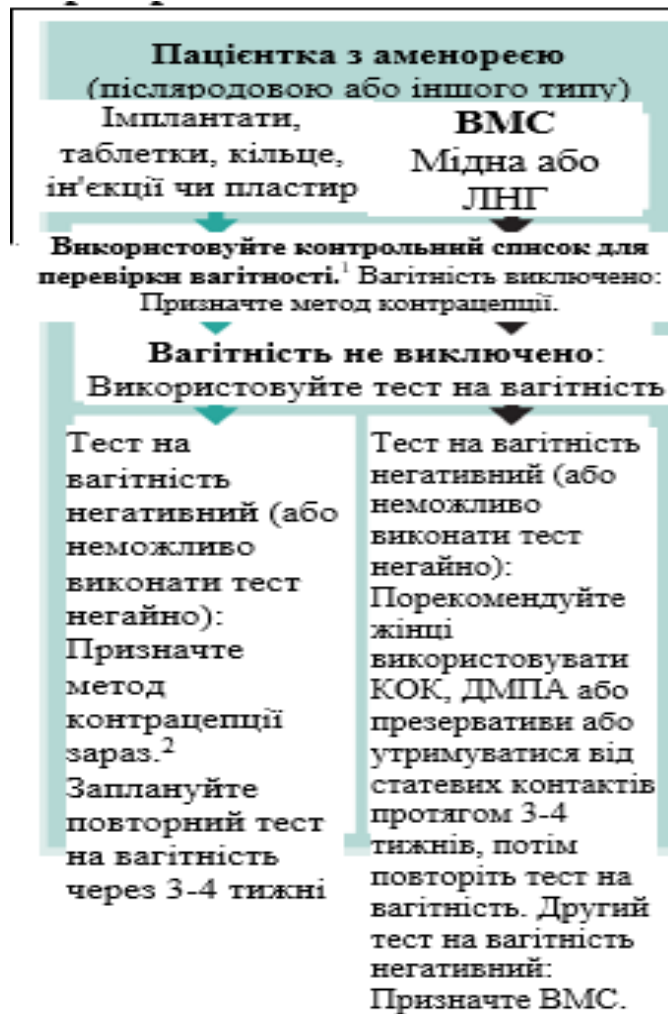 Пацієнтка з аменореєю
(післяродовою або іншого типу)
Імплантати,
таблетки, кільце,
ін'єкції чи пластир
ВМС
Мідна або
ЛНГ
Використовуйте контрольний список для
перевірки вагітності.¹ Вагітність виключено:
Призначте метод контрацепції.
Вагітність не виключено:
Використовуйте тест на вагітність
Тест на
вагітність
негативний (або
неможливо
виконати тест
негайно):
Призначте
метод
контрацепції
зараз.²
Заплануйте
повторний тест
на вагітність
через 3-4 тижні
Тест на вагітність
негативний (або
неможливо
виконати тест
негайно):
Порекомендуйте
жінці
використовувати
КОК, ДМПА або
презервативи або
утримуватися від
статевих контактів
протягом 3-4
тижнів, потім
повторіть тест на
вагітність. Другий
тест на вагітність
негативний:
Призначте ВМС.